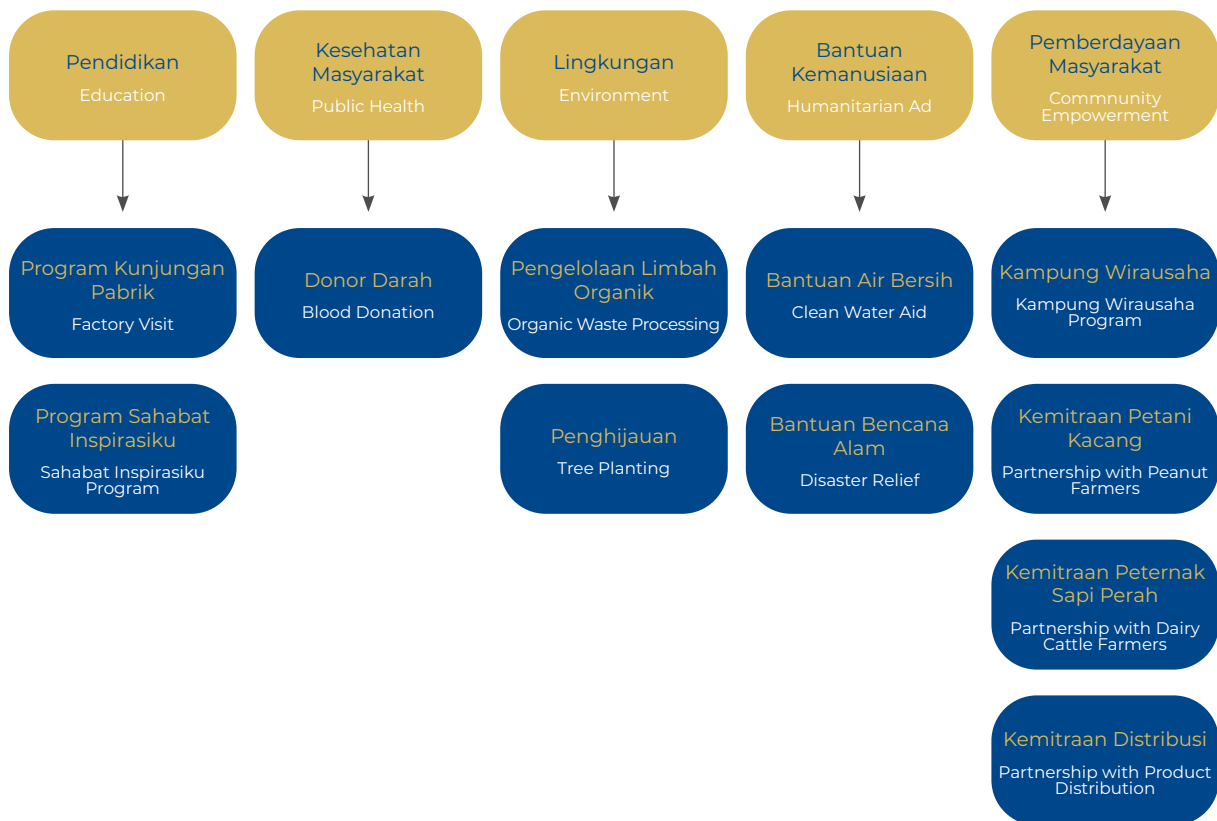 Pendidikan
Education
Kesehatan
Masyarakat
Public Health
Lingkungan
Environment
Bantuan
Kemanusiaan
Humanitarian Ad
Pemberdayaan
Masyarakat
Commnunity
Empowerment
Program Kunjungan
Pabrik
Factory Visit
Donor Darah
Blood Donation
Pengelolaan Limbah
Organik
Organic Waste Processing
Bantuan Air Bersih
Clean Water Aid
Kampung Wirausaha
Kampung Wirausaha
Program
Program Sahabat
Inspirasiku
Sahabat Inspirasiku
Program
Penghijauan
Tree Planting
Bantuan Bencana
Alam
Disaster Relief
Kemitraan Petani
Kacang
Partnership with Peanut
Farmers
Kemitraan Peternak
Sapi Perah
Partnership with Dairy
Cattle Farmers
Kemitraan Distribusi
Partnership with Product
Distribution